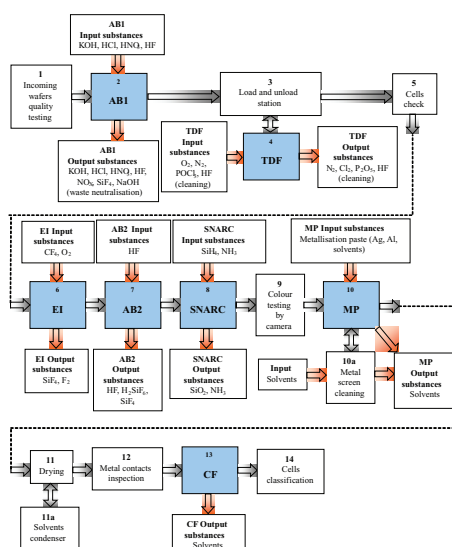 AB1
Input substances
KOH, HCl, HNO3, HF
1
Incoming
wafers
quality
testing
2
AB1
3
Load and unload
station
5
Cells
check
AB1
Output substances
KOH, HCl, HNO3, HF,
NOx, SiF4, NaOH
(waste neutralisation)
TDF
Input
substances
O2, N2,
POCl3, HF
(cleaning)
4
TDF
TDF
Output
substances
N2, Cl2, P2O5, HF
(cleaning)
EI Input
substances
CF4, O2
AB2 Input
substances
HF
SNARC
Input substances
SiH4, NH3
MP Input substances
Metallisation paste (Ag, Al,
solvents)
6
EI
7
AB2
8
SNARC
9
Colour
testing
by
camera
10
MP
EI Output
substances
SiF4, F2
AB2
Output
substances
HF, H2SiF6,
SiF4
SNARC
Output
substances
SiO2, NH3
Input
Solvents
10a
Metal
screen
cleaning
MP
Output
substances
Solvents
11
Drying
12
Metal contacts
inspection
13
CF
14
Cells
classification
11a
Solvents
condenser
CF Output
substances
Solvents